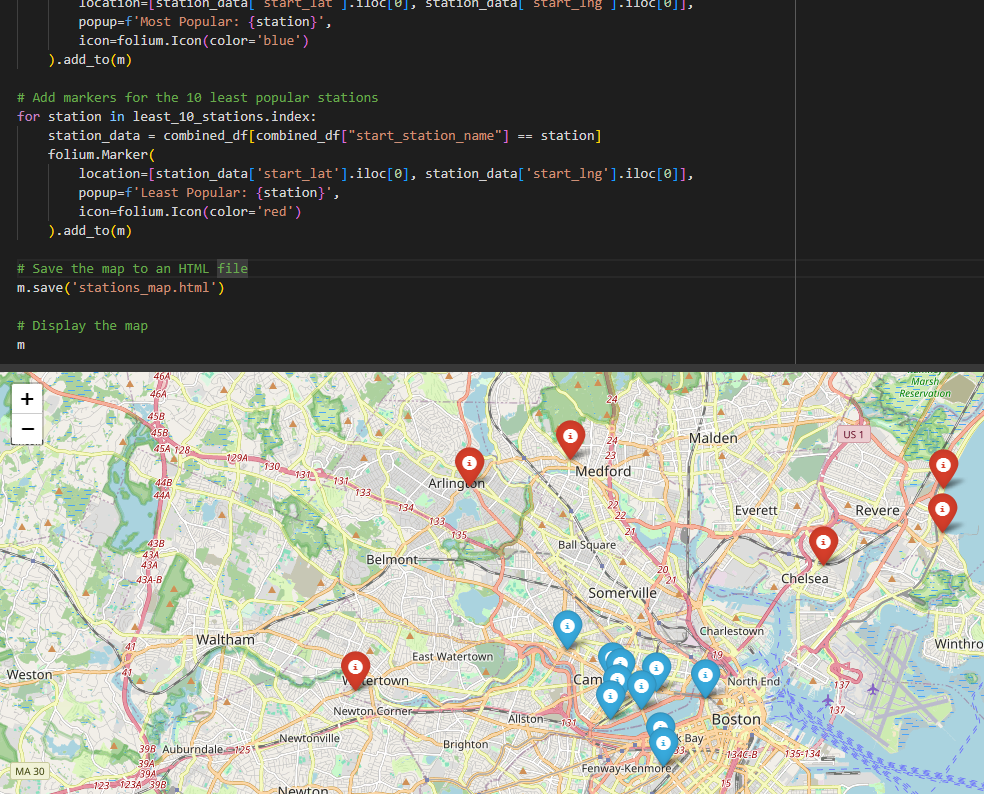 location=[station_data['start_lat'].iloc[0], station_data['start_lng'].iloc[0]],
popup=f'Most Popular: {station}',
icon=folium.Icon(color='blue')
).add_to(m)
# Add markers for the 10 least popular stations
for station in least_10_stations.index:
station_data = combined_df[combined_df["start_station_name"] == station]
folium.Marker(
location=[station_data['start_lat'].iloc[0], station_data['start_lng'].iloc[0]],
popup=f'Least Popular: {station}',
icon=folium.Icon(color='red')
).add_to(m)
# Save the map to an HTML file
m.save('stations_map.html')
# Display the map
m
+
−
46A
46A
45B
45B
45A 128
129A
130
131
131
133
44B
44A
134
133
135
43B
43A
43A
43A-B
24
24
23
22
22
21
21
20
21
Marsh
Reservation
US 1
Malden
Medford
Arlington
Everett
Revere
Ball Square
Belmont
Chelsea
Somerville
Charlestown
Waltham
41
41
East Watertown
19
Winthro
Weston
Watertown
Cam
North End
137
137
Newton Corner
Allston
131
Boston
Newtonville
Brighton
k Bay
33
39B
39A
Auburndale
125
134C-B
135-134
MA 30
Fenway-Kenmore
123
123A
39A
39B
Newton
15